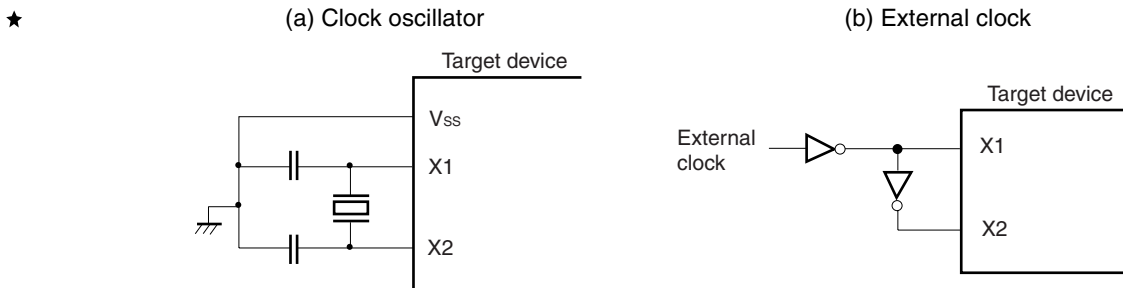 ★
(a) Clock oscillator
Target device
VSS
X1
X2
(b) External clock
Target device
External
clock
X1
X2